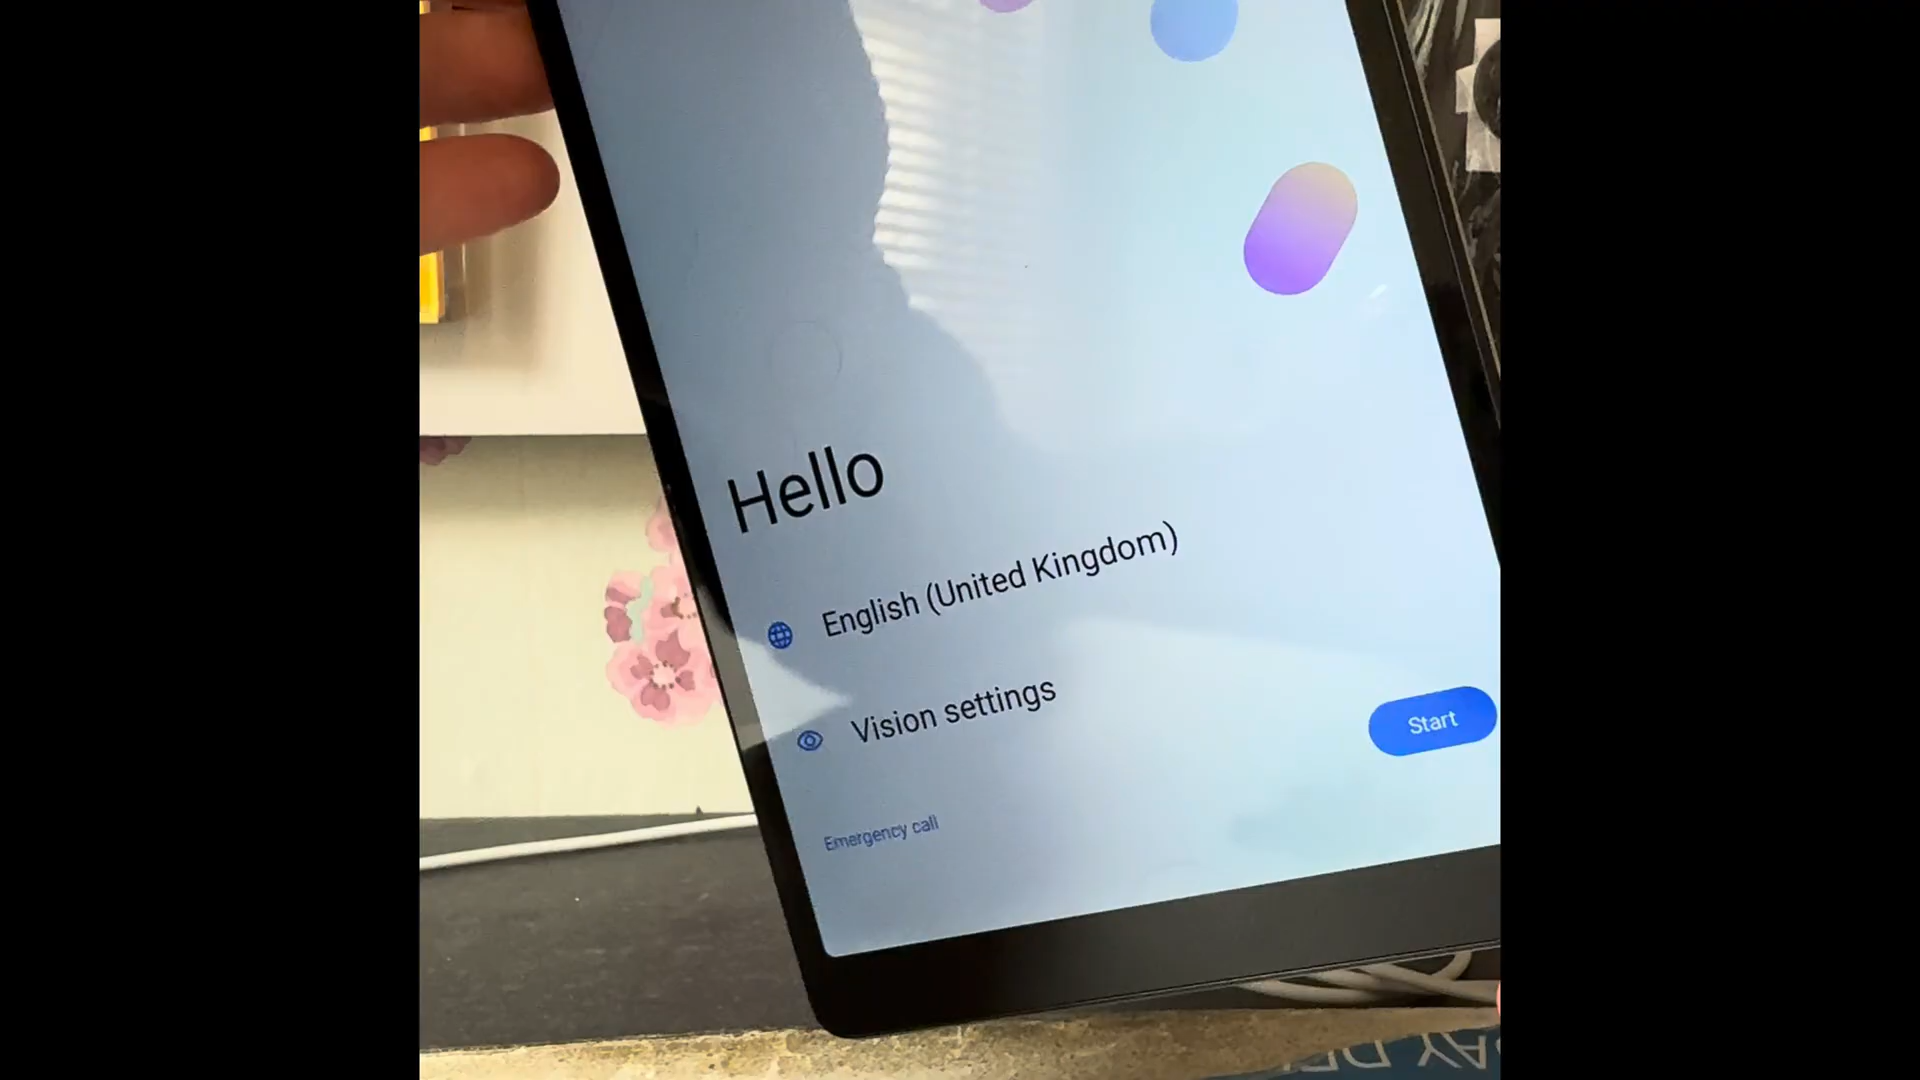 Hello
English (United Kingdom)
Vision settings
Start
Emergency call